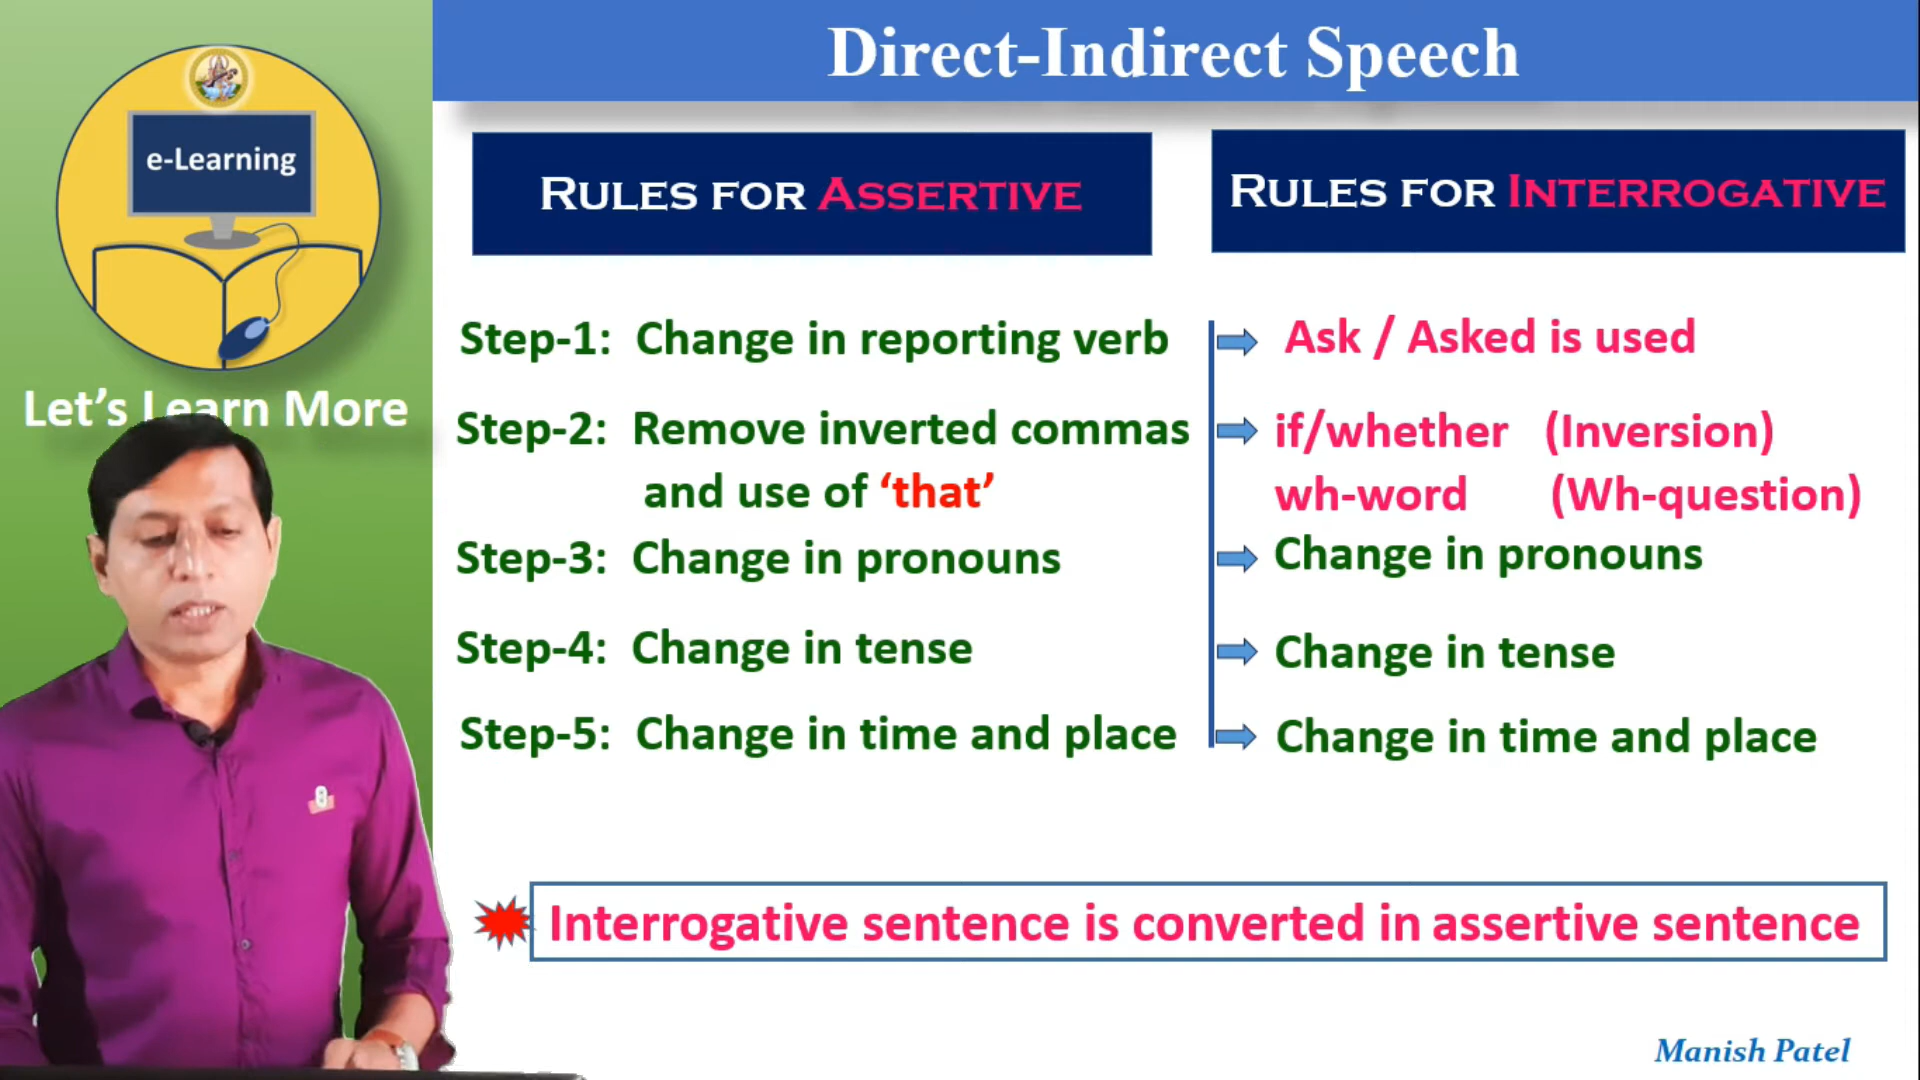 Direct-Indirect Speech
e-Learning
Let's Learn More
RULES FOR ASSERTIVE
Step-1: Change in reporting verb
Step-2: Remove inverted commas
and use of ‘that’
Step-3: Change in pronouns
Step-4: Change in tense
Step-5: Change in time and place
RULES FOR INTERROGATIVE
Ask / Asked is used
if/whether (Inversion)
wh-word (Wh-question)
Change in pronouns
Change in tense
Change in time and place
Interrogative sentence is converted in assertive sentence
Manish Patel